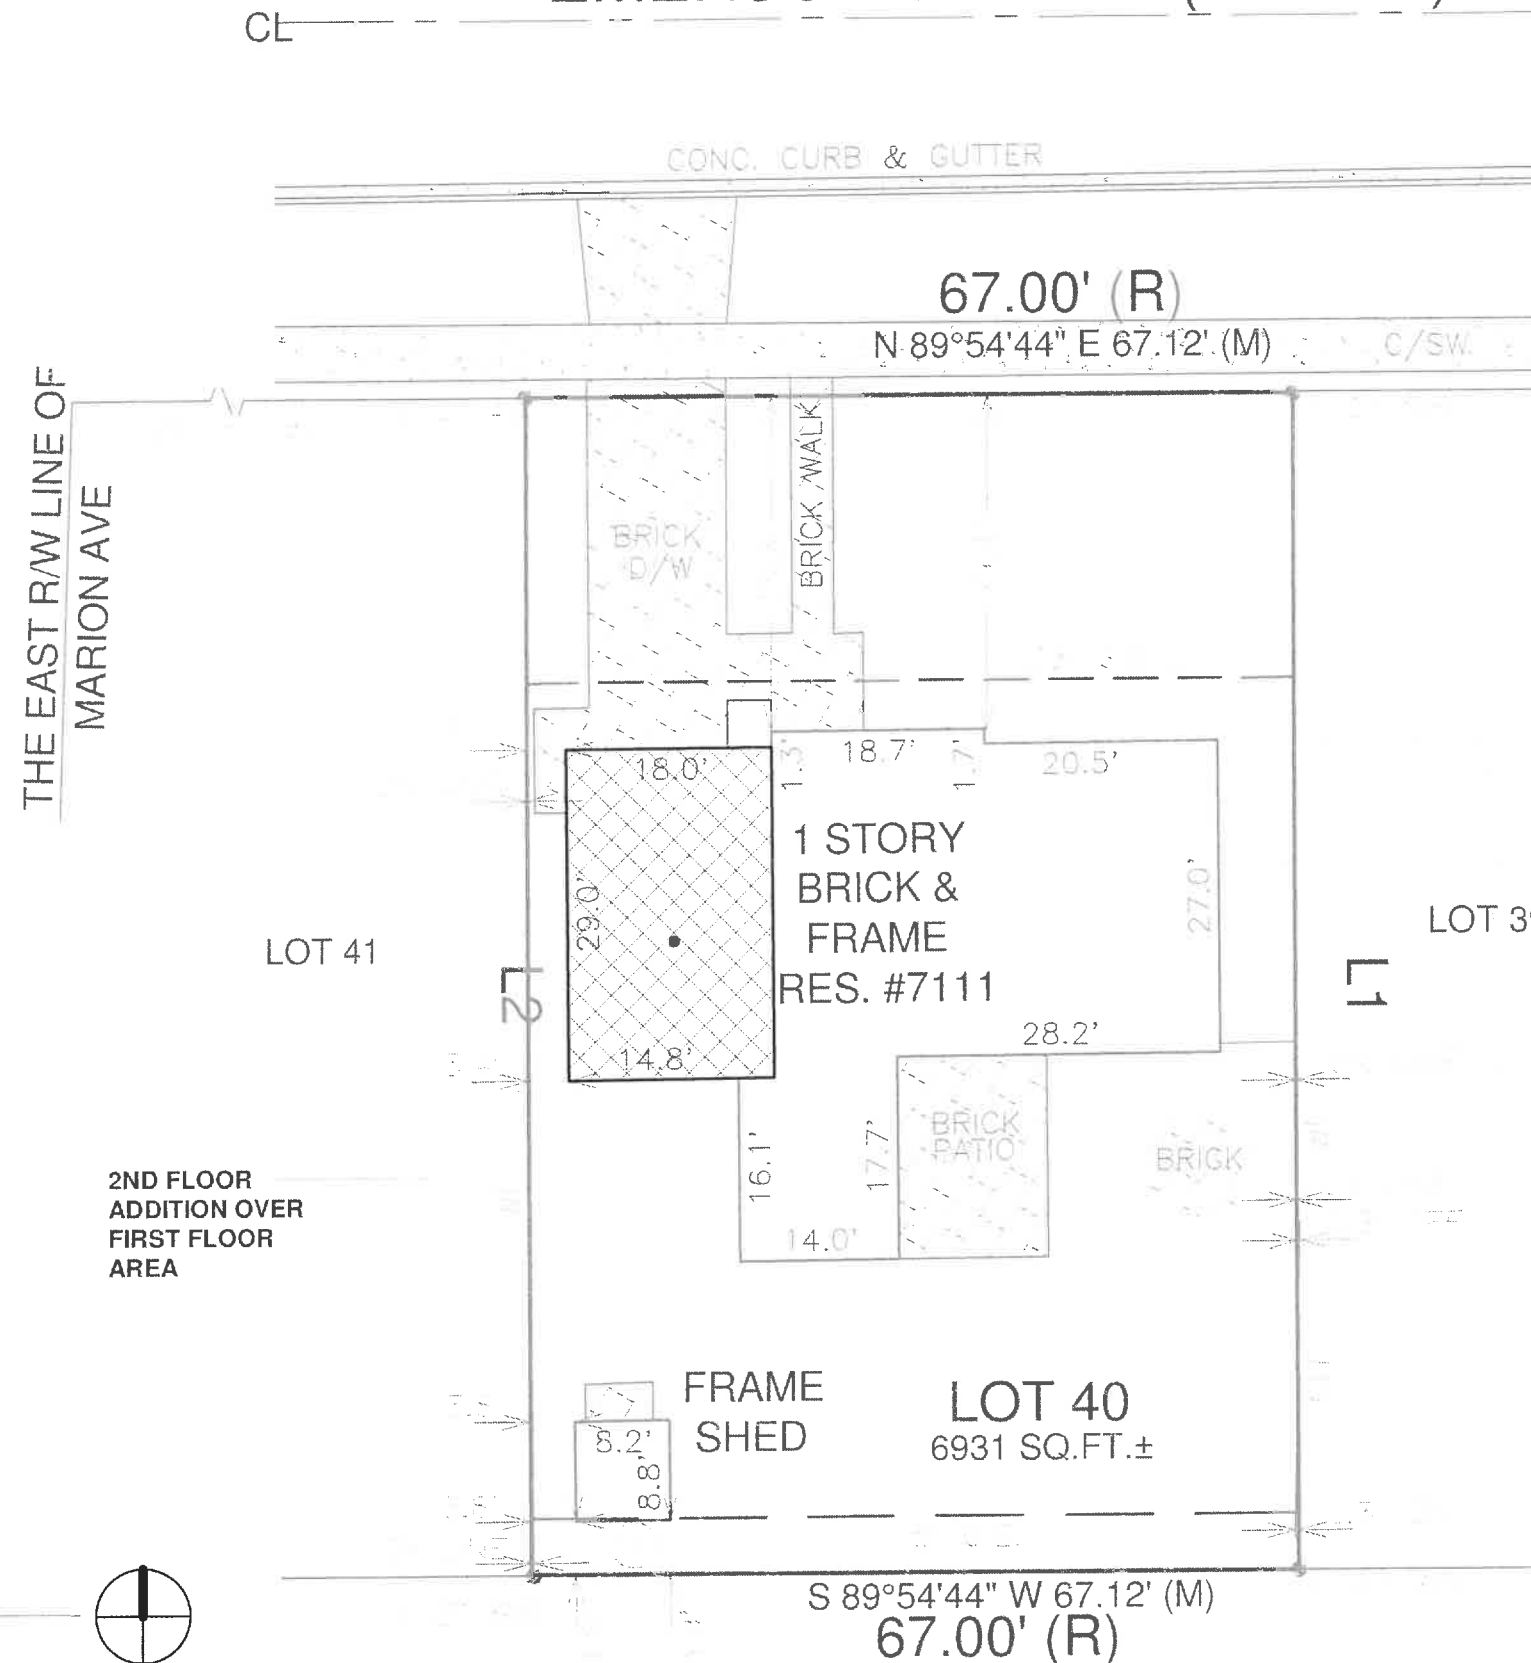 CL
CONC. CURB & GUTTER
67.00' (R)
N 89°54'44" E 67.12' (M)
C/SW
THE EAST R/W LINE OF
MARION AVE
BRICK WALK
BRICK
D/W
18.0'
1.3'
18.7'
1.7'
20.5'
1 STORY
BRICK &
FRAME
RES. #7111
29.0'
27.0'
LOT 41
LOT 3
L2
L1
14.8'
28.2'
BRICK
PATIO
BRICK
16.1'
17.7'
14.0'
2ND FLOOR
ADDITION OVER
FIRST FLOOR
AREA
FRAME
SHED
8.2'
8.8'
LOT 40
6931 SQ.FT.±
S 89°54'44" W 67.12' (M)
67.00' (R)